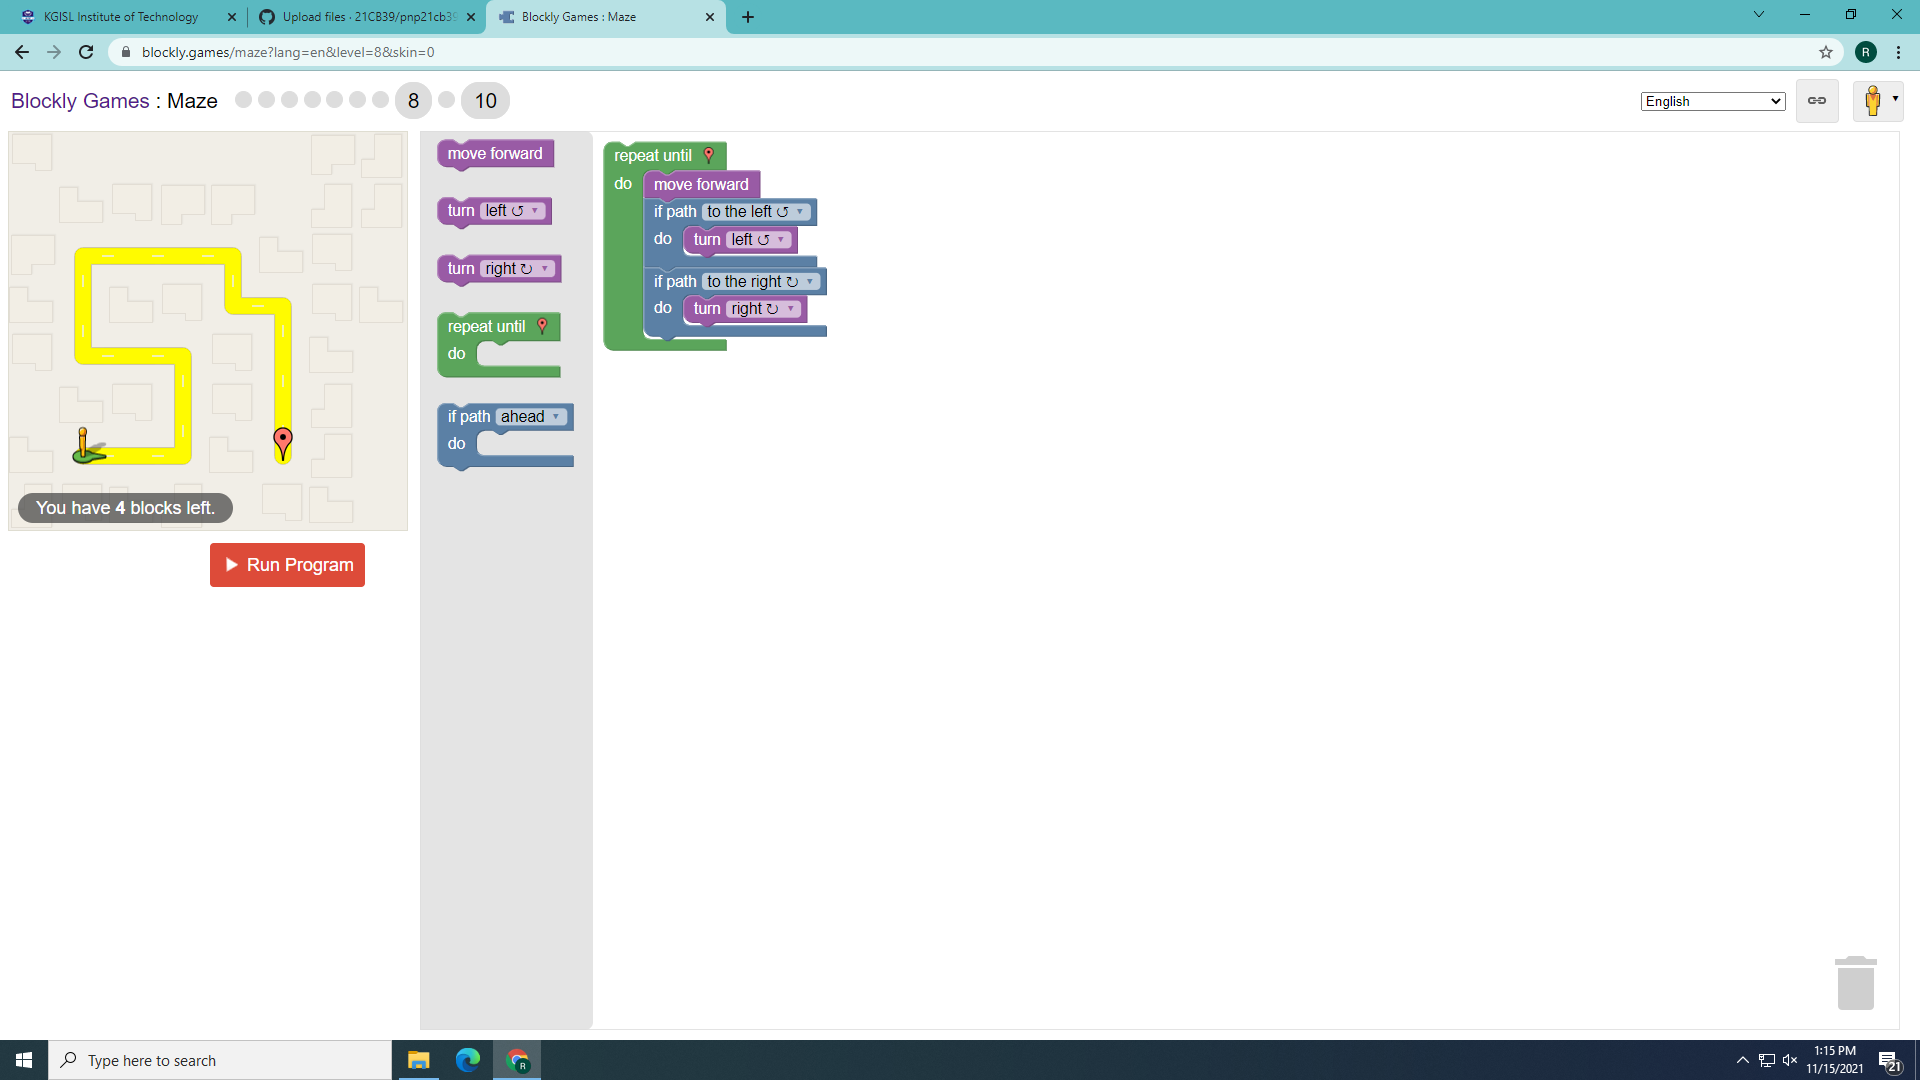 KGISL Institute of Technology
Upload files · 21CB39/pnp21cb39
Blockly Games : Maze
blockly.games/maze?lang=en&level=8&skin=0
R
Blockly Games : Maze
8
10
English
move forward
turn left ↺
turn right ↻
repeat until
do
if path ahead
do
repeat until
do
move forward
if path to the left ↺
do turn left ↺
if path to the right ↻
do turn right ↻
You have 4 blocks left.
Run Program
Type here to search
R
1:15 PM
11/15/2021
21